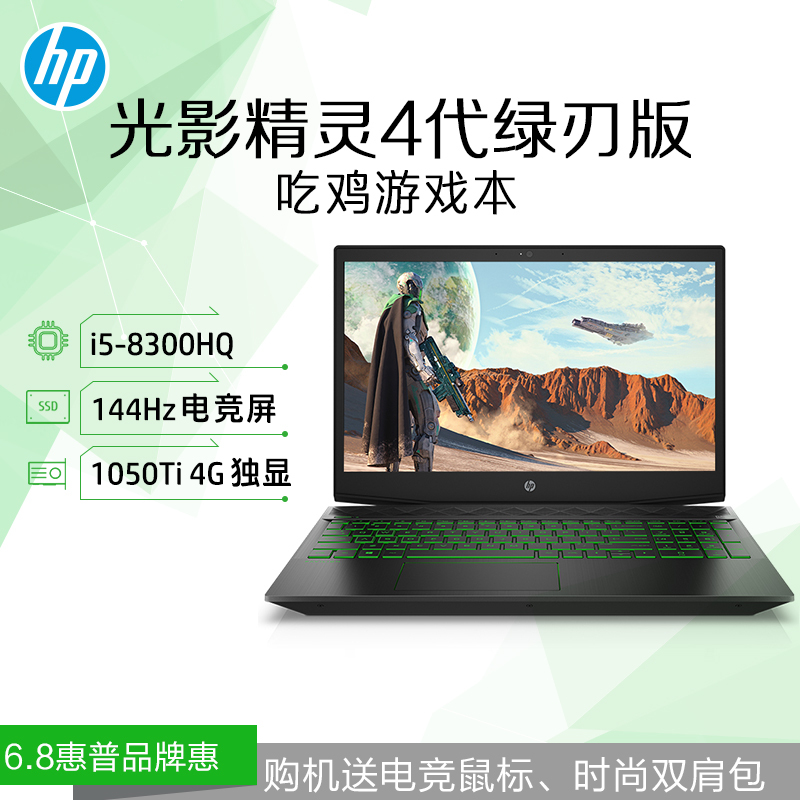 hp
光影精灵4代绿刃版
吃鸡游戏本
i5-8300HQ
SSD
144Hz电竞屏
1050Ti 4G 独显
hp
6.8惠普品牌惠
购机送电竞鼠标、时尚双肩包